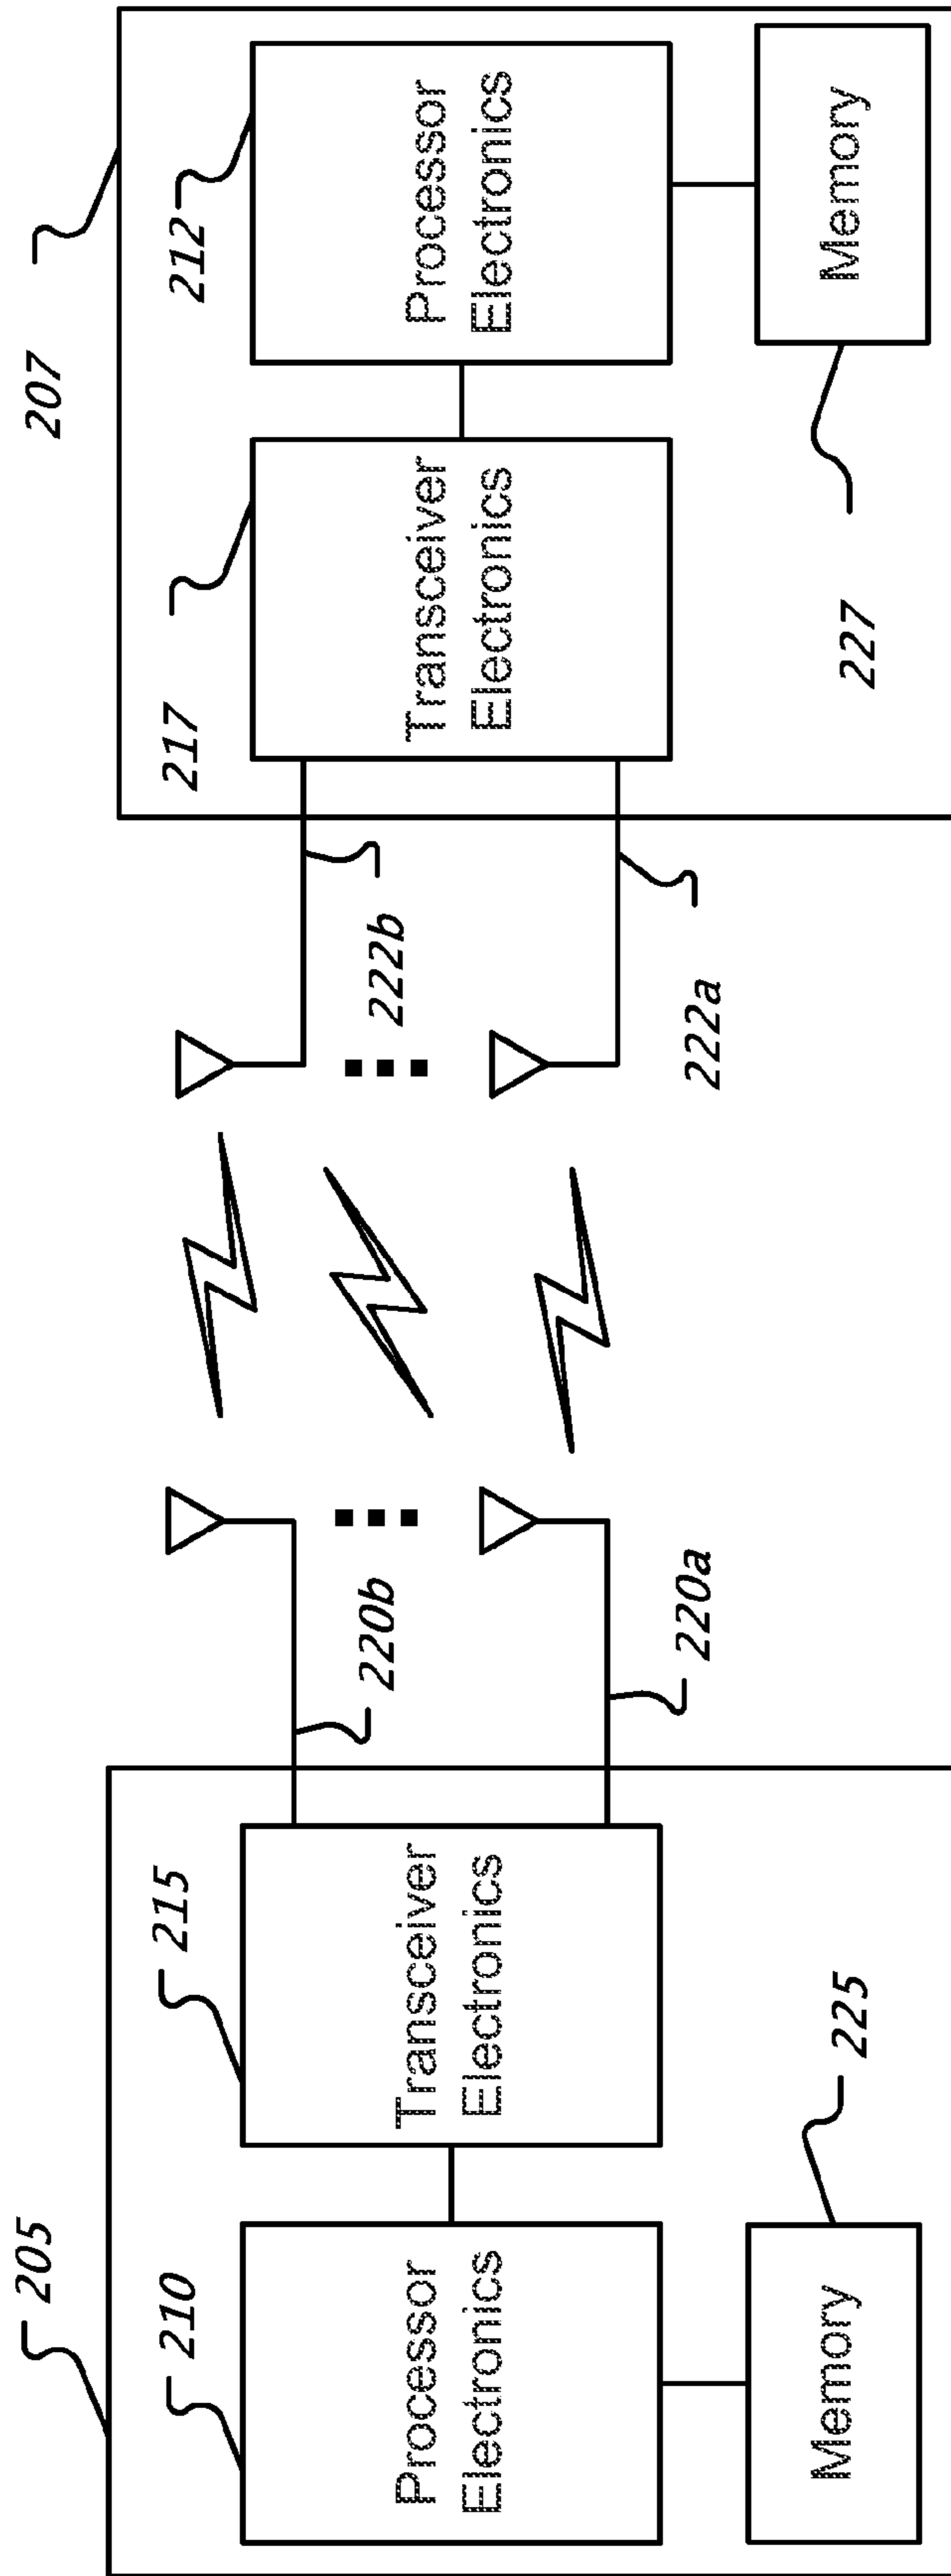 205
207
210
215
217
212
Processor
Electronics
Transceiver
Electronics
Transceiver
Electronics
Processor
Electronics
220b
222b
220a
222a
Memory
225
227
Memory